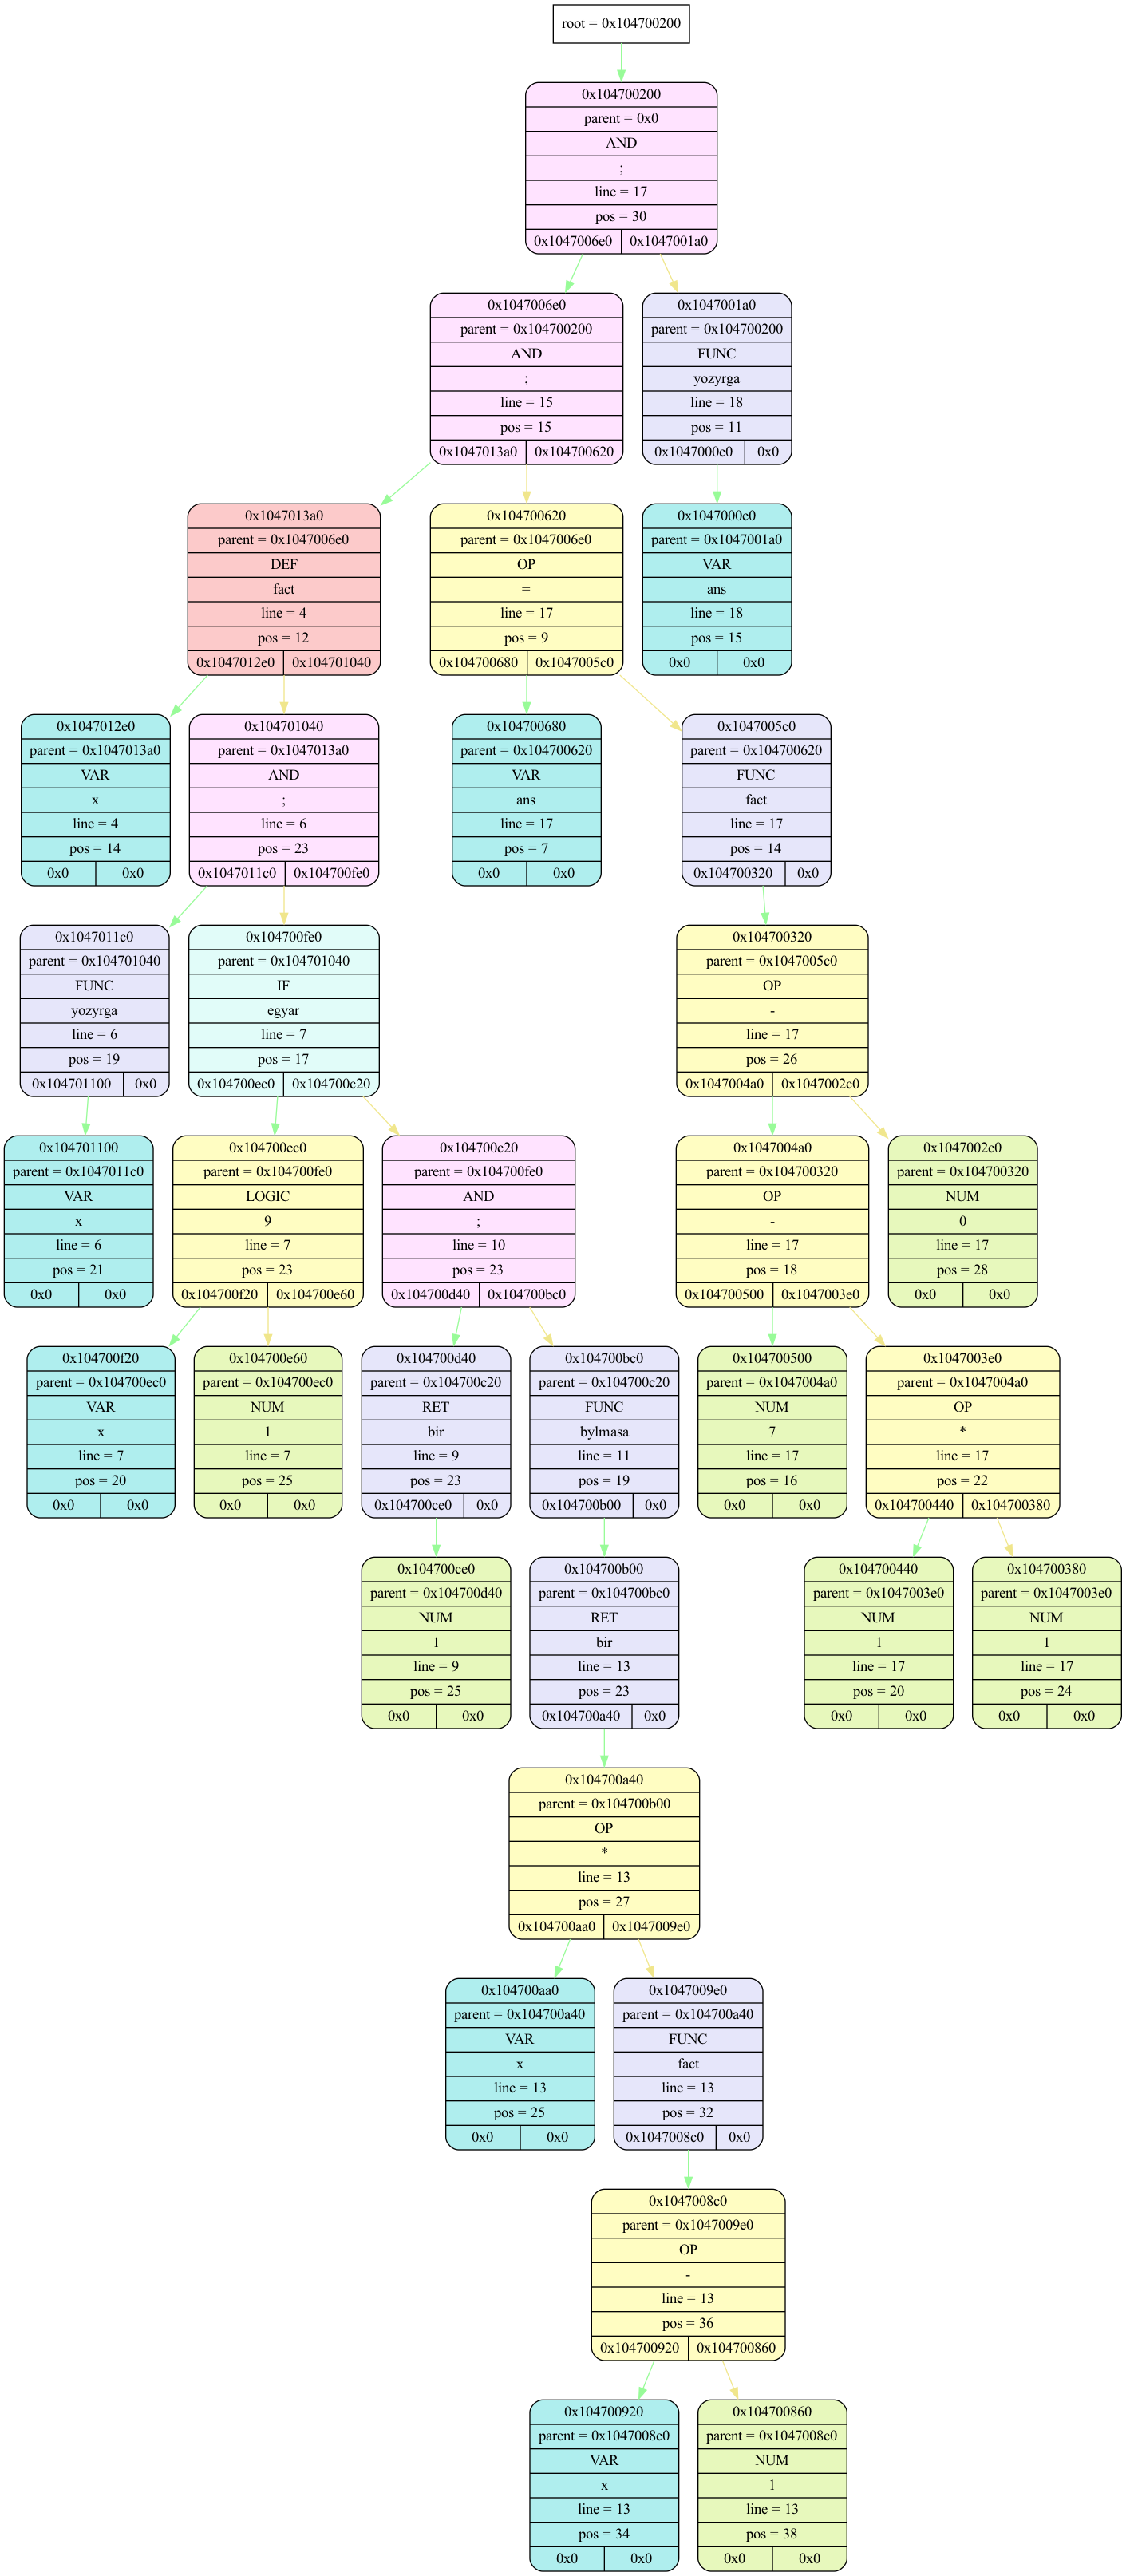 root = 0x104700200
0x104700200
parent = 0x0
AND
;
line = 17
pos = 30
0x1047006e0 0x1047001a0
0x1047006e0
parent = 0x104700200
AND
;
line = 15
pos = 15
0x1047013a0 0x104700620
0x1047001a0
parent = 0x104700200
FUNC
yozyrga
line = 18
pos = 11
0x1047000e0 0x0
0x1047013a0
parent = 0x1047006e0
DEF
fact
line = 4
pos = 12
0x1047012e0 0x104701040
0x104700620
parent = 0x1047006e0
OP
=
line = 17
pos = 9
0x104700680 0x1047005c0
0x1047000e0
parent = 0x1047001a0
VAR
ans
line = 18
pos = 15
0x0 0x0
0x1047012e0
parent = 0x1047013a0
VAR
x
line = 4
pos = 14
0x0 0x0
0x104701040
parent = 0x1047013a0
AND
;
line = 6
pos = 23
0x1047011c0 0x104700fe0
0x104700680
parent = 0x104700620
VAR
ans
line = 17
pos = 7
0x0 0x0
0x1047005c0
parent = 0x104700620
FUNC
fact
line = 17
pos = 14
0x104700320 0x0
0x1047011c0
parent = 0x104701040
FUNC
yozyrga
line = 6
pos = 19
0x104701100 0x0
0x104700fe0
parent = 0x104701040
IF
egyar
line = 7
pos = 17
0x104700ec0 0x104700c20
0x104700320
parent = 0x1047005c0
OP
-
line = 17
pos = 26
0x1047004a0 0x1047002c0
0x104701100
parent = 0x1047011c0
VAR
x
line = 6
pos = 21
0x0 0x0
0x104700ec0
parent = 0x104700fe0
LOGIC
9
line = 7
pos = 23
0x104700f20 0x104700e60
0x104700c20
parent = 0x104700fe0
AND
;
line = 10
pos = 23
0x104700d40 0x104700bc0
0x1047004a0
parent = 0x104700320
OP
-
line = 17
pos = 18
0x104700500 0x1047003e0
0x1047002c0
parent = 0x104700320
NUM
0
line = 17
pos = 28
0x0 0x0
0x104700f20
parent = 0x104700ec0
VAR
x
line = 7
pos = 20
0x0 0x0
0x104700e60
parent = 0x104700ec0
NUM
1
line = 7
pos = 25
0x0 0x0
0x104700d40
parent = 0x104700c20
RET
bir
line = 9
pos = 23
0x104700ce0 0x0
0x104700bc0
parent = 0x104700c20
FUNC
bylmasa
line = 11
pos = 19
0x104700b00 0x0
0x104700500
parent = 0x1047004a0
NUM
7
line = 17
pos = 16
0x0 0x0
0x1047003e0
parent = 0x1047004a0
OP
*
line = 17
pos = 22
0x104700440 0x104700380
0x104700ce0
parent = 0x104700d40
NUM
1
line = 9
pos = 25
0x0 0x0
0x104700b00
parent = 0x104700bc0
RET
bir
line = 13
pos = 23
0x104700a40 0x0
0x104700440
parent = 0x1047003e0
NUM
1
line = 17
pos = 20
0x0 0x0
0x104700380
parent = 0x1047003e0
NUM
1
line = 17
pos = 24
0x0 0x0
0x104700a40
parent = 0x104700b00
OP
*
line = 13
pos = 27
0x104700aa0 0x1047009e0
0x104700aa0
parent = 0x104700a40
VAR
x
line = 13
pos = 25
0x0 0x0
0x1047009e0
parent = 0x104700a40
FUNC
fact
line = 13
pos = 32
0x1047008c0 0x0
0x1047008c0
parent = 0x1047009e0
OP
-
line = 13
pos = 36
0x104700920 0x104700860
0x104700920
parent = 0x1047008c0
VAR
x
line = 13
pos = 34
0x0 0x0
0x104700860
parent = 0x1047008c0
NUM
1
line = 13
pos = 38
0x0 0x0